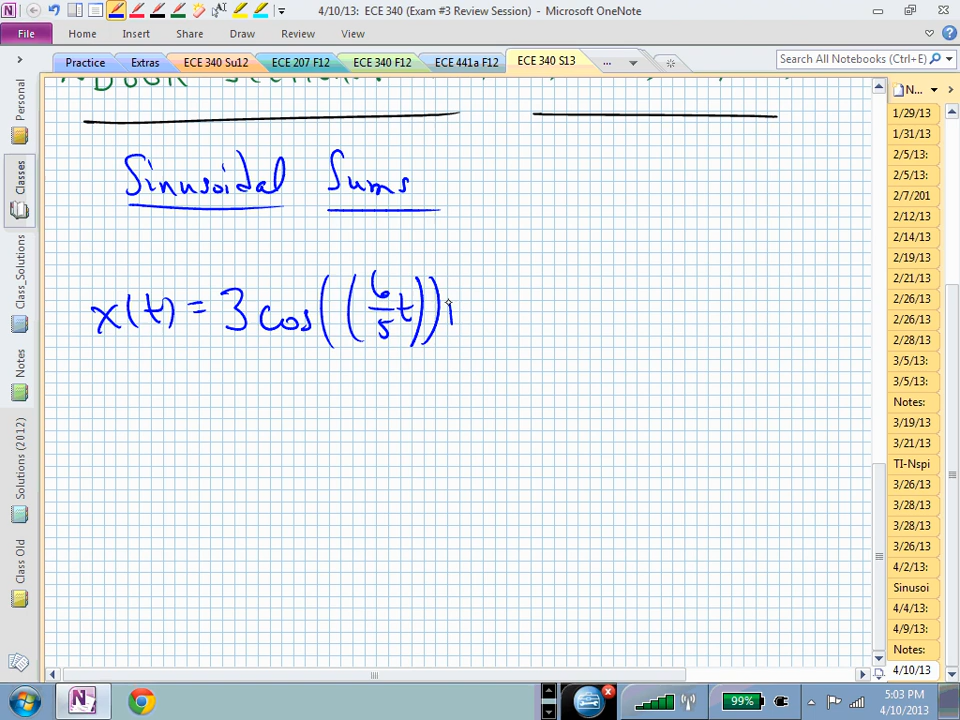 4/10/13: ECE 340 (Exam #3 Review Session) - Microsoft OneNote
File Home Insert Share Draw Review View
Practice Extras ECE 340 Su12 ECE 207 F12 ECE 340 F12 ECE 441a F12 ECE 340 S13 ... Search All Notebooks (Ctrl+E)
Personal
Classes
Class_Solutions
Notes
Solutions (2012)
Class Old
Sinusoidal Sums
x(t) = 3 cos((6/5 t))
N...
1/29/13
1/31/13
2/5/13:
2/5/13:
2/7/201
2/12/13
2/14/13
2/19/13
2/21/13
2/26/13
2/26/13
2/28/13
3/5/13:
3/5/13:
Notes:
3/19/13
3/21/13
TI-Nspi
3/26/13
3/28/13
3/28/13
3/26/13
4/2/13:
Sinusoi
4/4/13:
4/9/13:
Notes:
4/10/13
99%
5:03 PM
4/10/2013